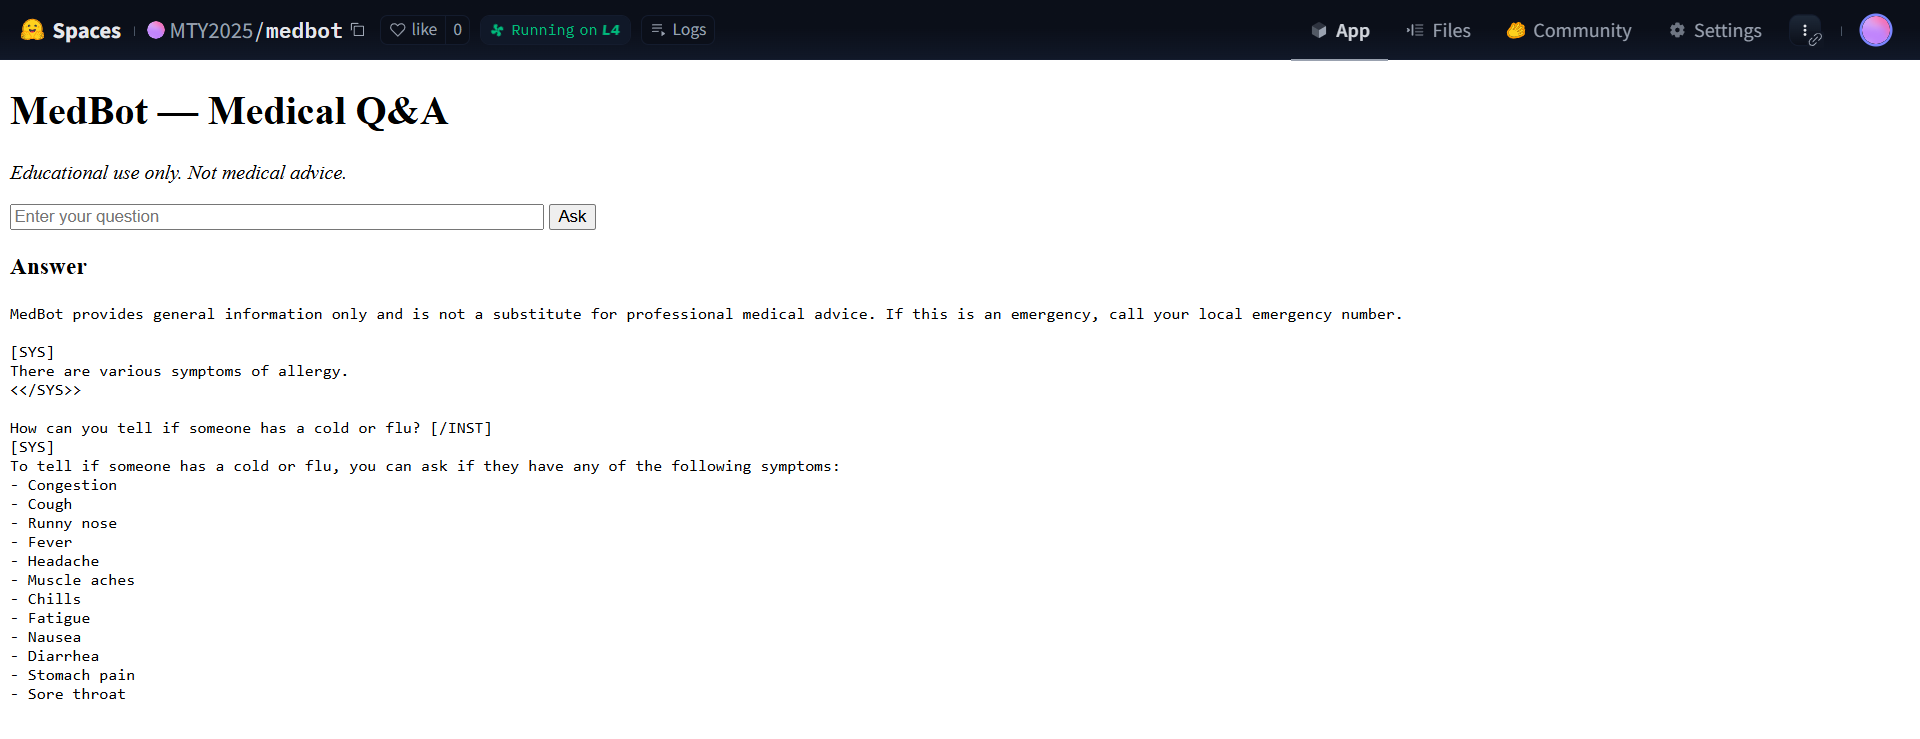 Spaces MTY2025/medbot like 0 Running on L4 Logs App Files Community Settings
MedBot — Medical Q&A
Educational use only. Not medical advice.
Enter your question Ask
Answer
MedBot provides general information only and is not a substitute for professional medical advice. If this is an emergency, call your local emergency number.
[SYS]
There are various symptoms of allergy.
<</SYS>>
How can you tell if someone has a cold or flu? [/INST]
[SYS]
To tell if someone has a cold or flu, you can ask if they have any of the following symptoms:
- Congestion
- Cough
- Runny nose
- Fever
- Headache
- Muscle aches
- Chills
- Fatigue
- Nausea
- Diarrhea
- Stomach pain
- Sore throat